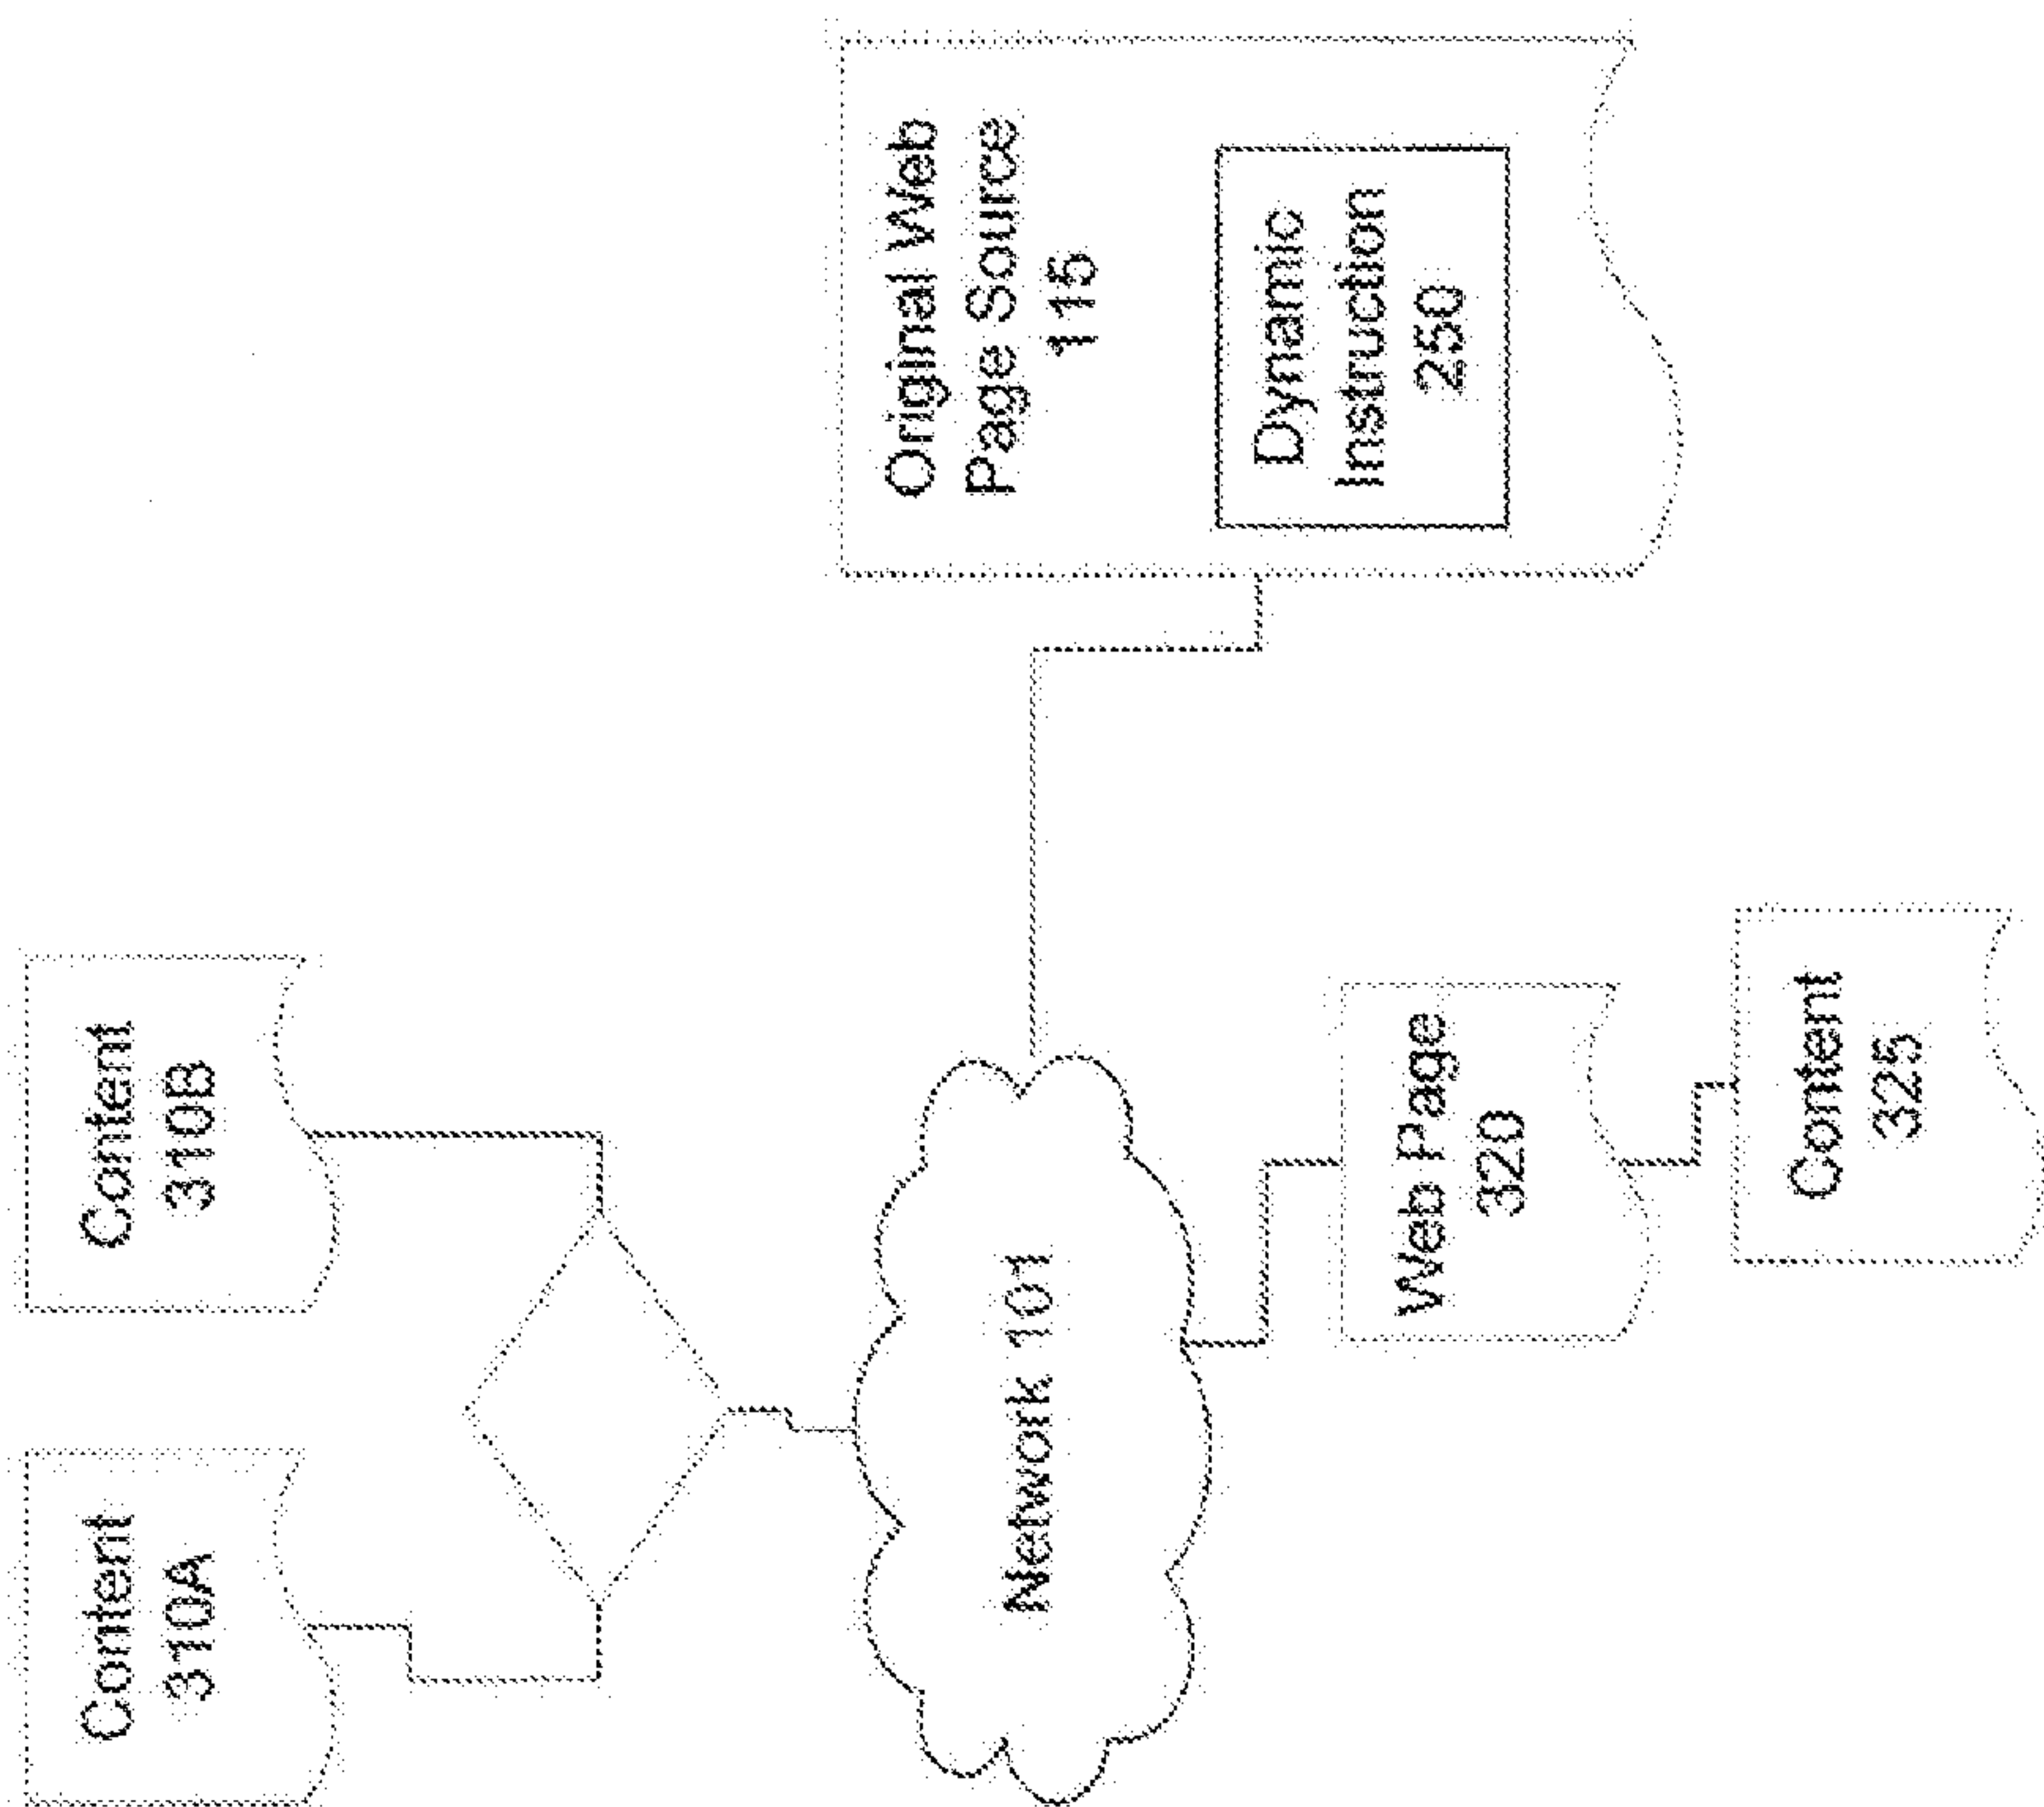 Content
310A
Content
310B
Network 101
Original Web
Page Source
115
Dynamic
Instruction
250
Web Page
320
Content
325